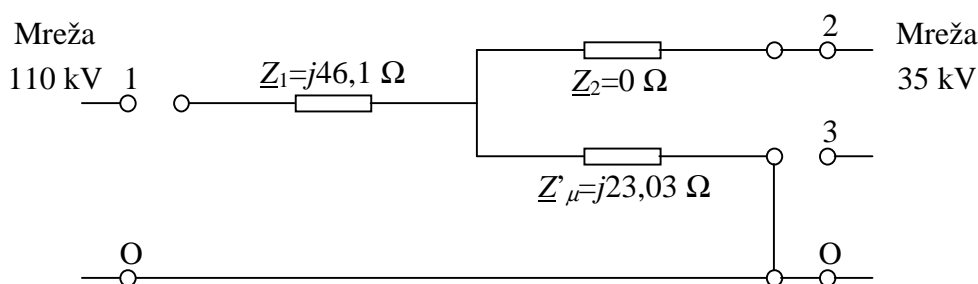 Mreža
110 kV
1
Z1=j46,1 Ω
Z2=0 Ω
2
Mreža
35 kV
3
Z'μ=j23,03 Ω
O
O